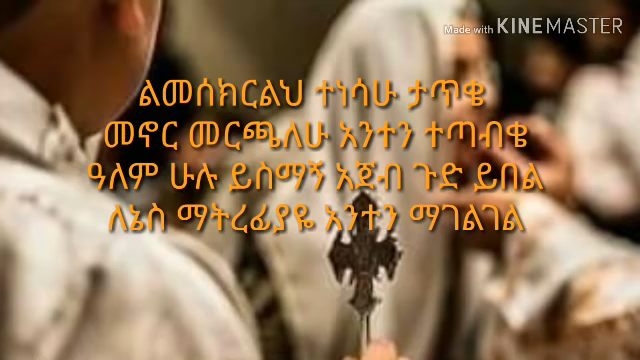 Made with KINEMASTER
ልመሰክርልህ ተነሳሁ ታጥቄ
መኖር መርጫለሁ አንተን ተጣብቄ
ዓለም ሁሉ ይስማኝ አጀብ ጉድ ይበል
ለኔስ ማትረፊያዬ አንተን ማገልገል